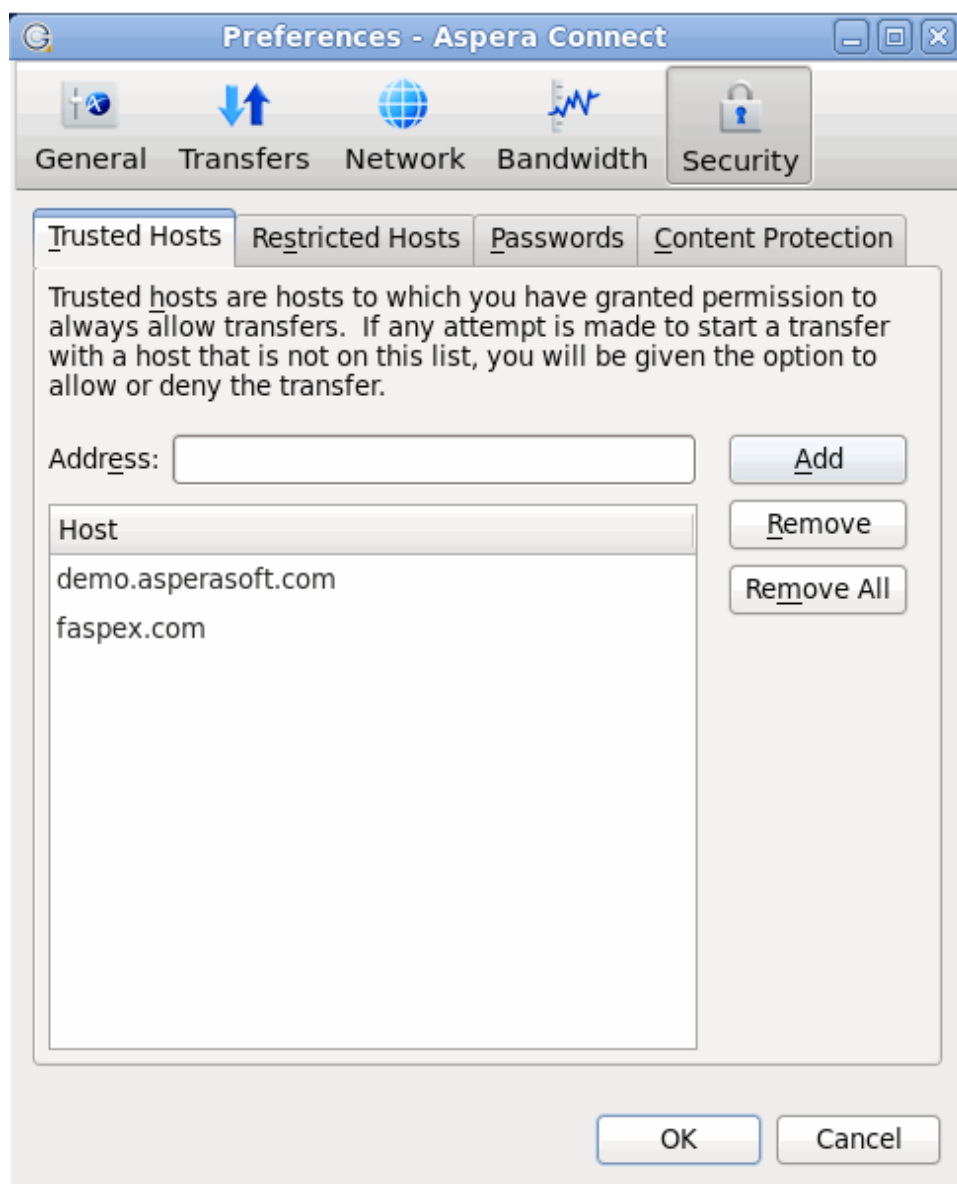 Preferences - Aspera Connect
General Transfers Network Bandwidth Security
Trusted Hosts Restricted Hosts Passwords Content Protection
Trusted hosts are hosts to which you have granted permission to
always allow transfers.  If any attempt is made to start a transfer
with a host that is not on this list, you will be given the option to
allow or deny the transfer.
Address: Add
Host
Remove
demo.asperasoft.com
Remove All
faspex.com
OK Cancel